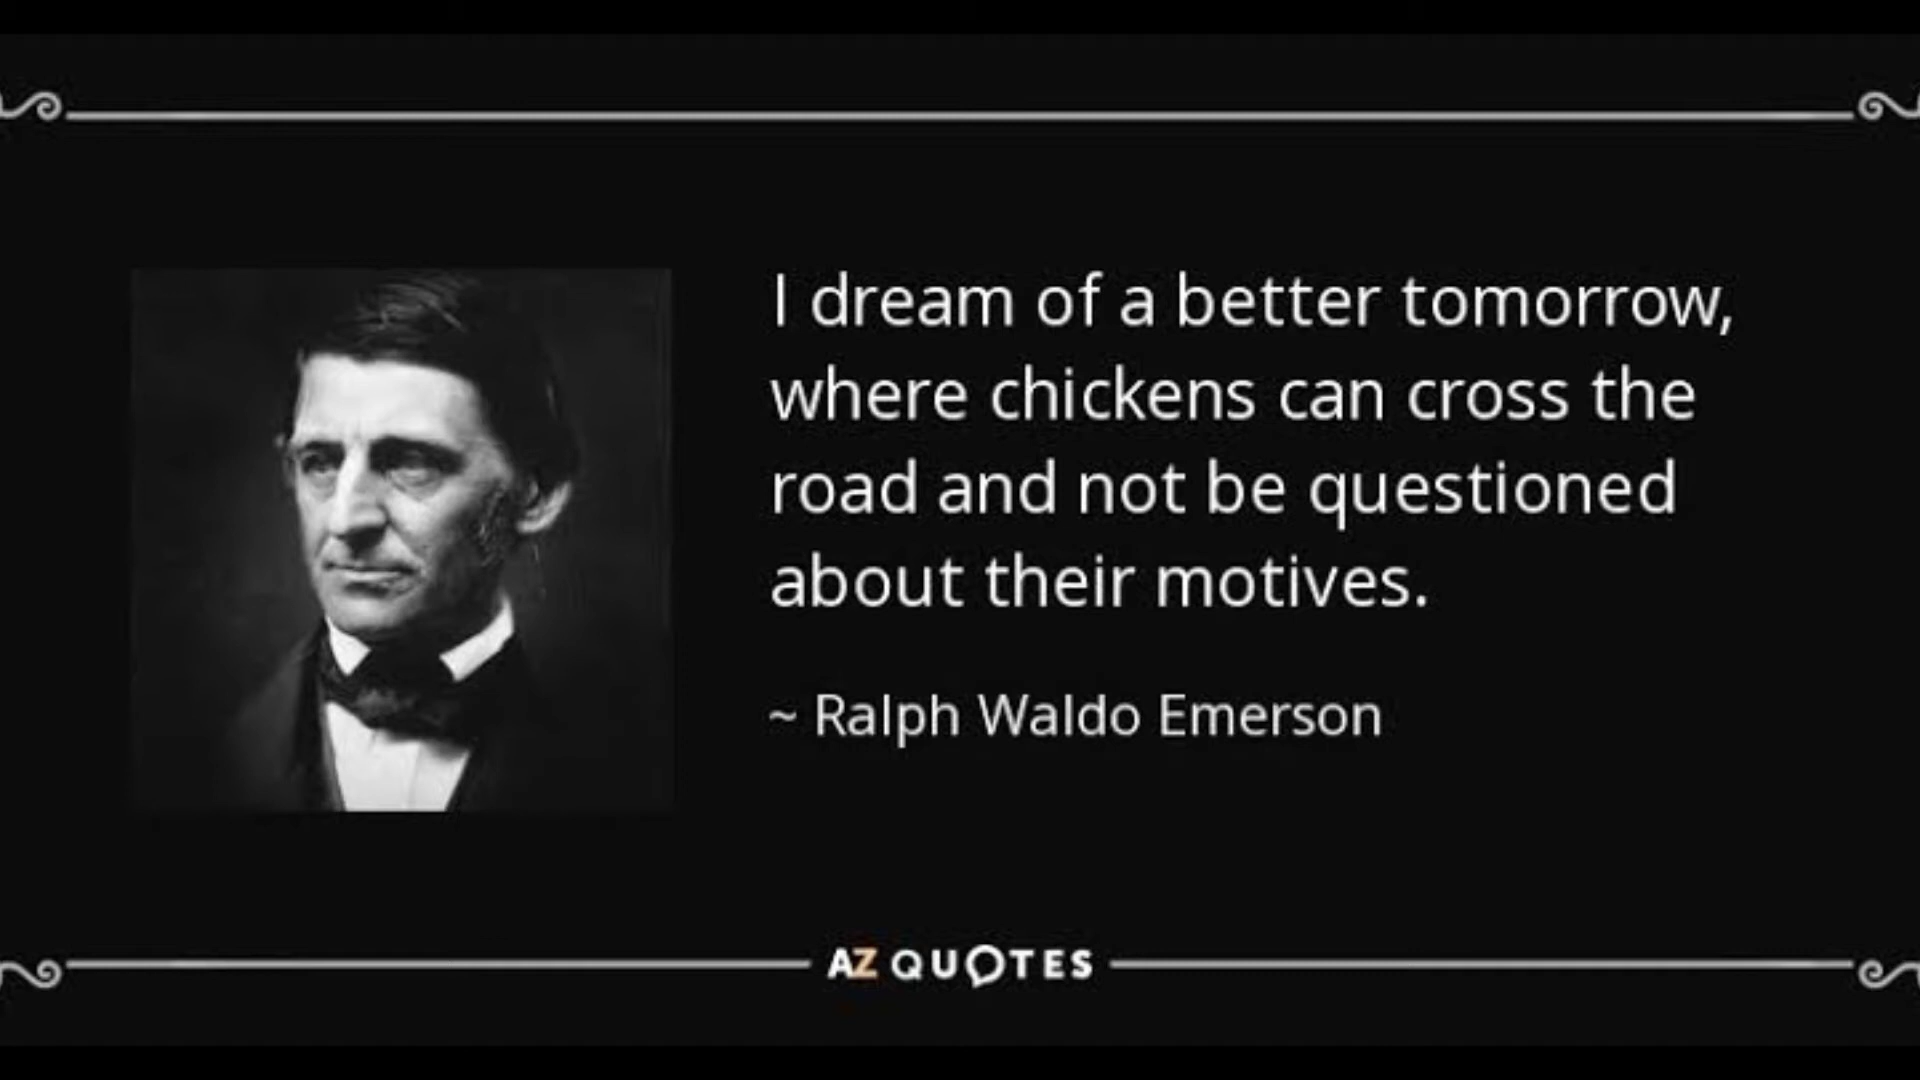 I dream of a better tomorrow,
where chickens can cross the
road and not be questioned
about their motives.
~ Ralph Waldo Emerson
AZ QUOTES